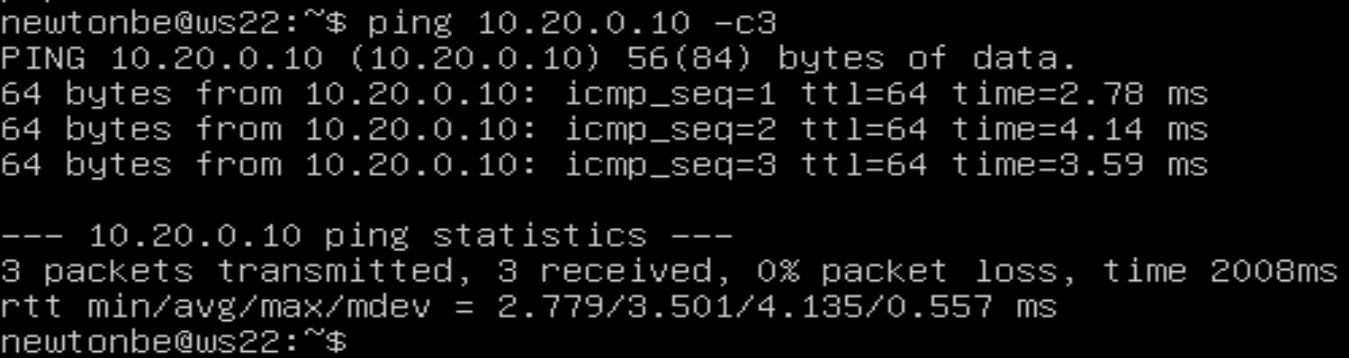 newtonbe@ws22:~$ ping 10.20.0.10 -c3
PING 10.20.0.10 (10.20.0.10) 56(84) bytes of data.
64 bytes from 10.20.0.10: icmp_seq=1 ttl=64 time=2.78 ms
64 bytes from 10.20.0.10: icmp_seq=2 ttl=64 time=4.14 ms
64 bytes from 10.20.0.10: icmp_seq=3 ttl=64 time=3.59 ms

--- 10.20.0.10 ping statistics ---
3 packets transmitted, 3 received, 0% packet loss, time 2008ms
rtt min/avg/max/mdev = 2.779/3.501/4.135/0.557 ms
newtonbe@ws22:~$